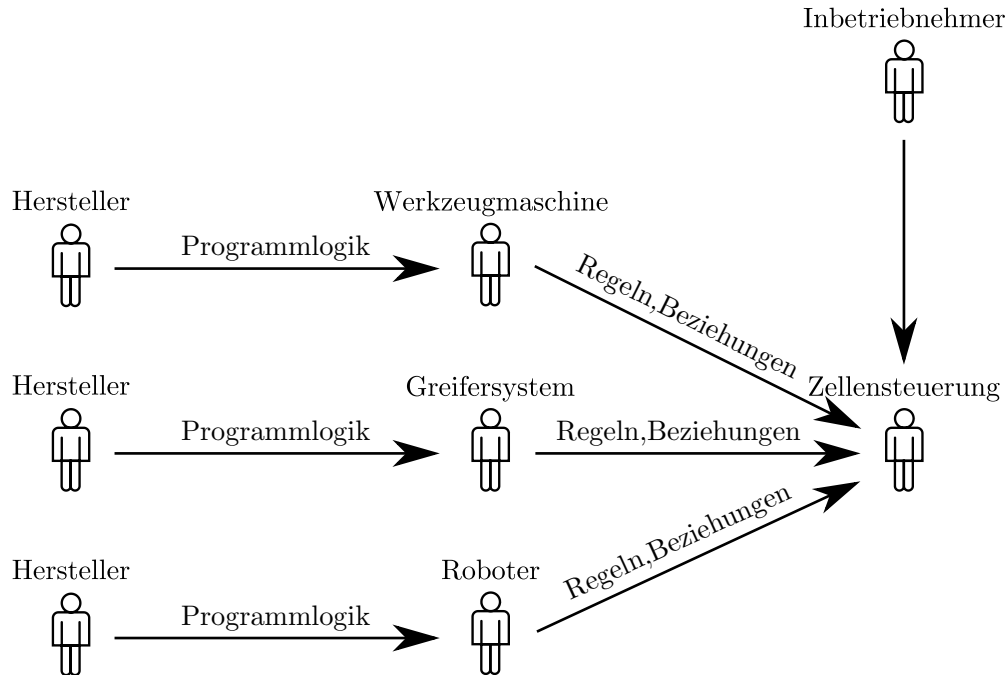 Inbetriebnehmer
Hersteller
Werkzeugmaschine
Programmlogik
Regeln,Beziehungen
Hersteller
Greifersystem
Zellensteuerung
Programmlogik
Regeln,Beziehungen
Hersteller
Roboter
Regeln,Beziehungen
Programmlogik